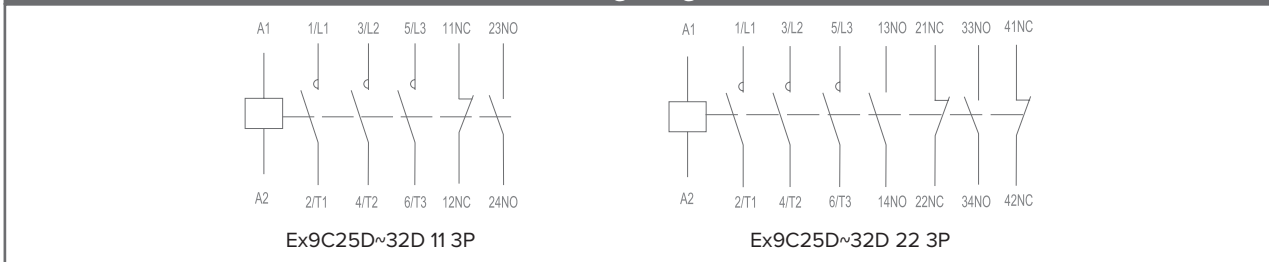 A1 1/L1 3/L2 5/L3 11NC 23NO
A2 2/T1 4/T2 6/T3 12NC 24NO
Ex9C25D~32D 11 3P
A1 1/L1 3/L2 5/L3 13NO 21NC 33NO 41NC
A2 2/T1 4/T2 6/T3 14NO 22NC 34NO 42NC
Ex9C25D~32D 22 3P